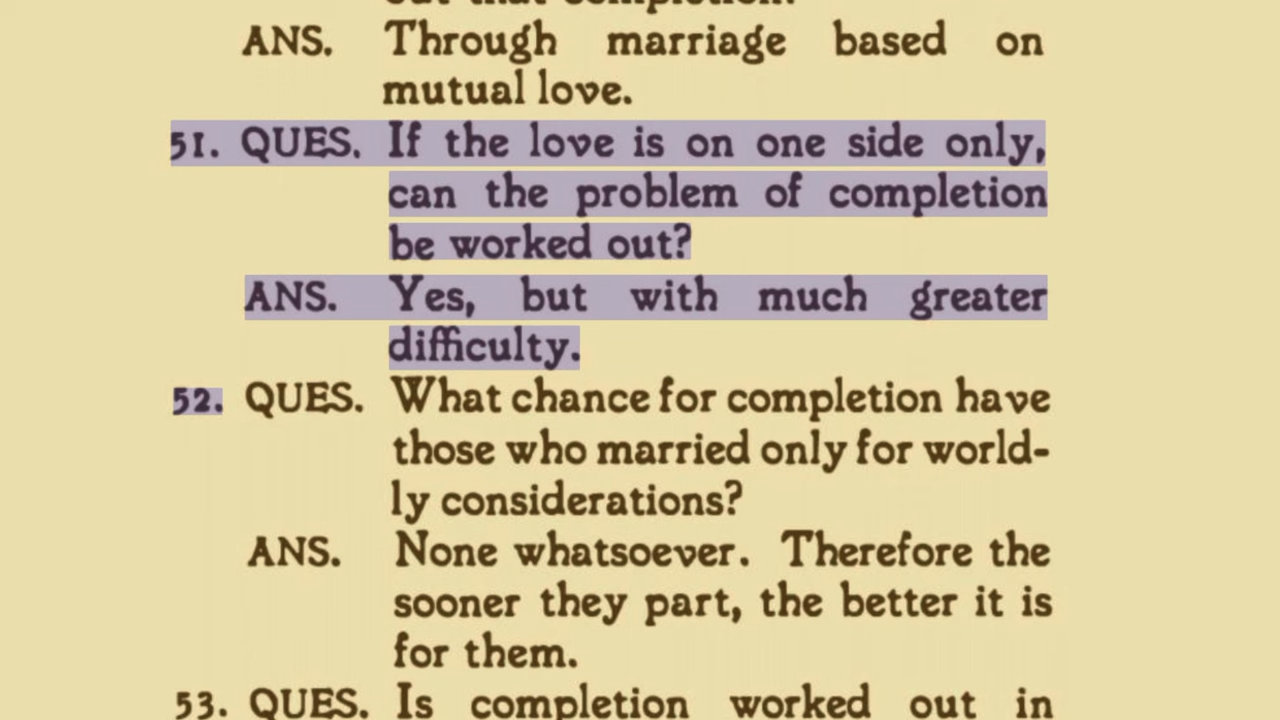 out that completion.
ANS. Through marriage based on
mutual love.
51. QUES. If the love is on one side only,
can the problem of completion
be worked out?
ANS. Yes, but with much greater
difficulty.
52. QUES. What chance for completion have
those who married only for world-
ly considerations?
ANS. None whatsoever. Therefore the
sooner they part, the better it is
for them.
53. QUES. Is completion worked out in